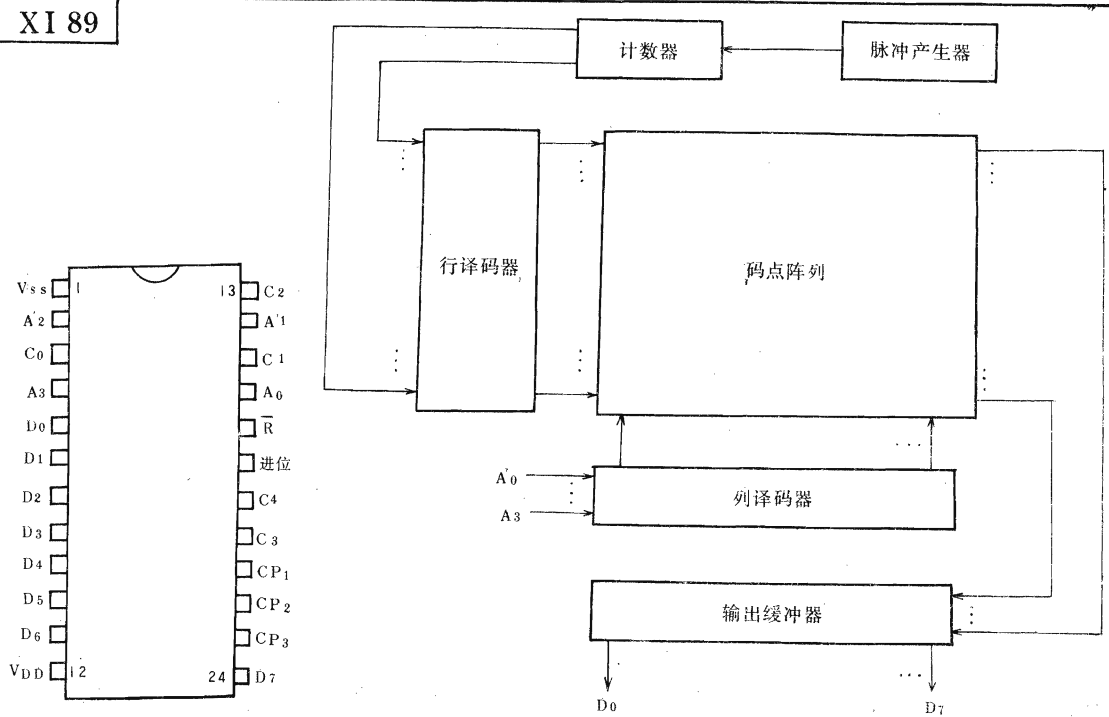 XI 89
计数器
脉冲产生器
行译码器
码点阵列
A'0
A3
列译码器
输出缓冲器
D0
D7
Vss 1 13 C2
A'2 A'1
C0 C1
A3 A0
D0 R̅
D1 进位
D2 C4
D3 C3
D4 CP1
D5 CP2
D6 CP3
VDD 12 24 D7